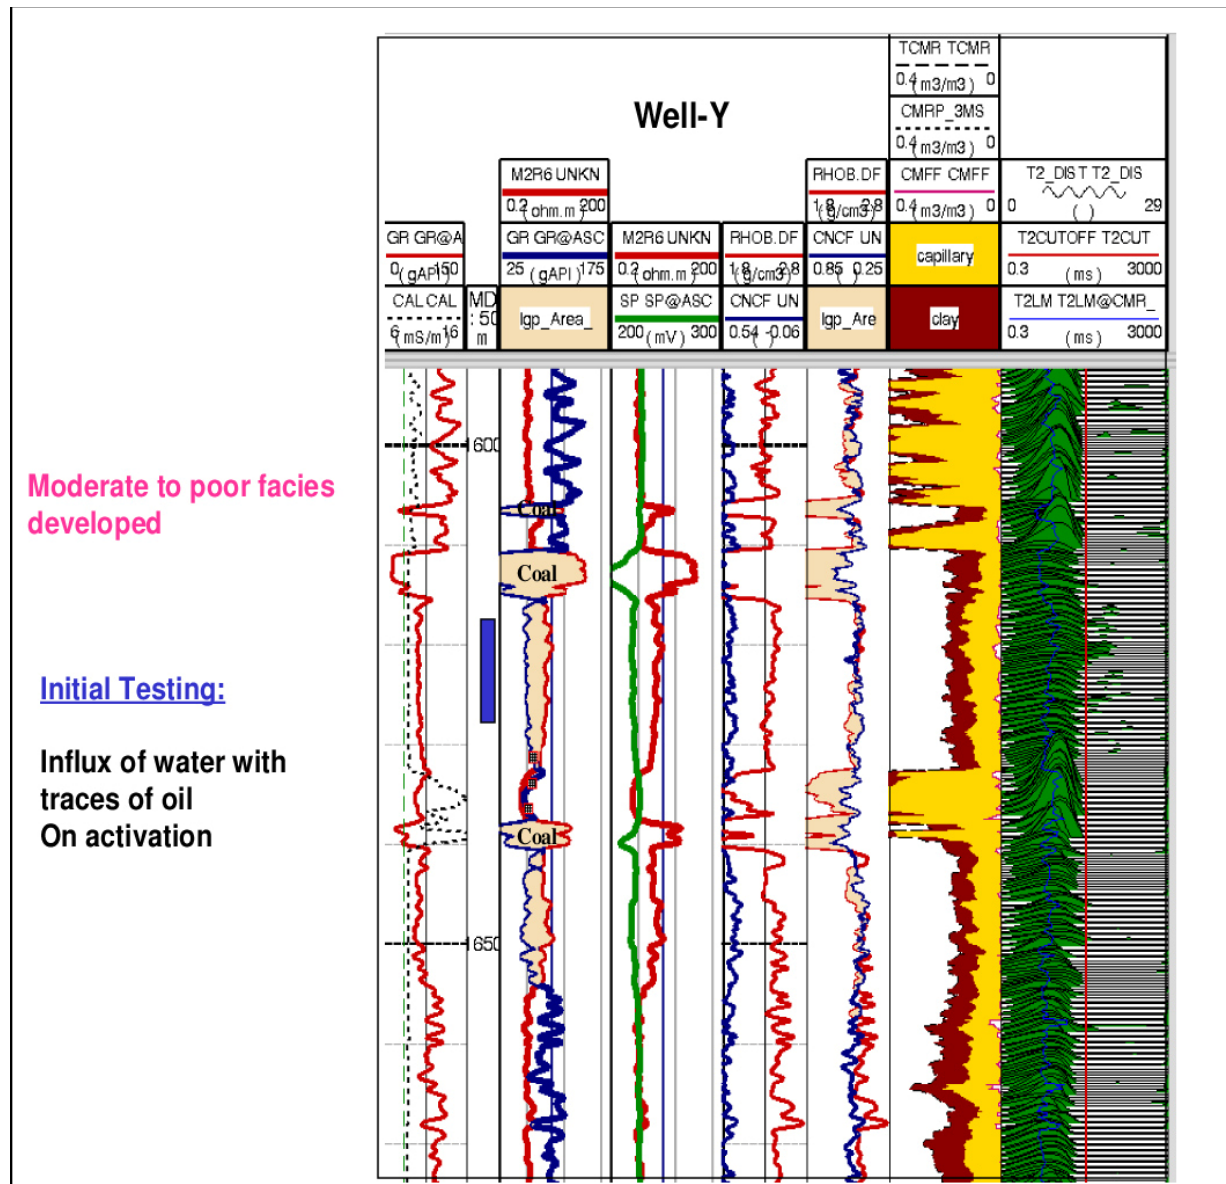 TCMR TCMR
0.4 (m3/m3) 0
Well-Y
CMRP_3MS
0.4 (m3/m3) 0
M2R6 UNKN
0.2 (ohm.m) 200
RHOB.DF
1.8 (g/cm3) 2.8
CMFF CMFF
0.4 (m3/m3) 0
T2_DIST T2_DIS
0 ( ) 29
GR GR@A
0 (gAPI) 150
GR GR@ASC
25 (gAPI) 175
M2R6 UNKN
0.2 (ohm.m) 200
RHOB.DF
1.8 (g/cm3) 2.8
CNCF UN
0.85 ( ) 0.25
capillary
T2CUTOFF T2CUT
0.3 (ms) 3000
CAL CAL
6 (mS/m) 16
MD
: 50
m
lgp_Area_
SP SP@ASC
200 (mV) 300
CNCF UN
0.54 ( ) -0.06
lgp_Are
clay
T2LM T2LM@CMR_
0.3 (ms) 3000
1600
Moderate to poor facies
developed
Coal
Coal
Initial Testing:
Influx of water with
traces of oil
On activation
Coal
1650